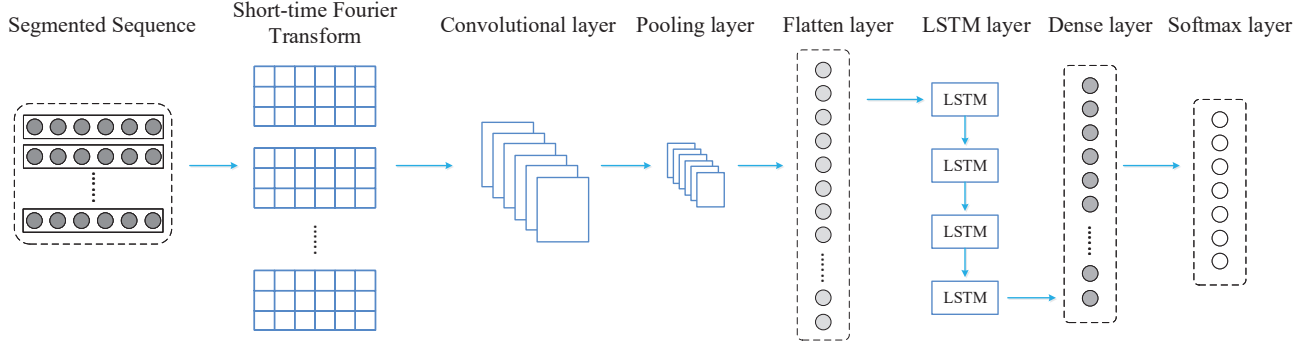 Segmented Sequence
Short-time Fourier
Transform
Convolutional layer
Pooling layer
Flatten layer
LSTM layer
Dense layer
Softmax layer
LSTM
LSTM
LSTM
LSTM